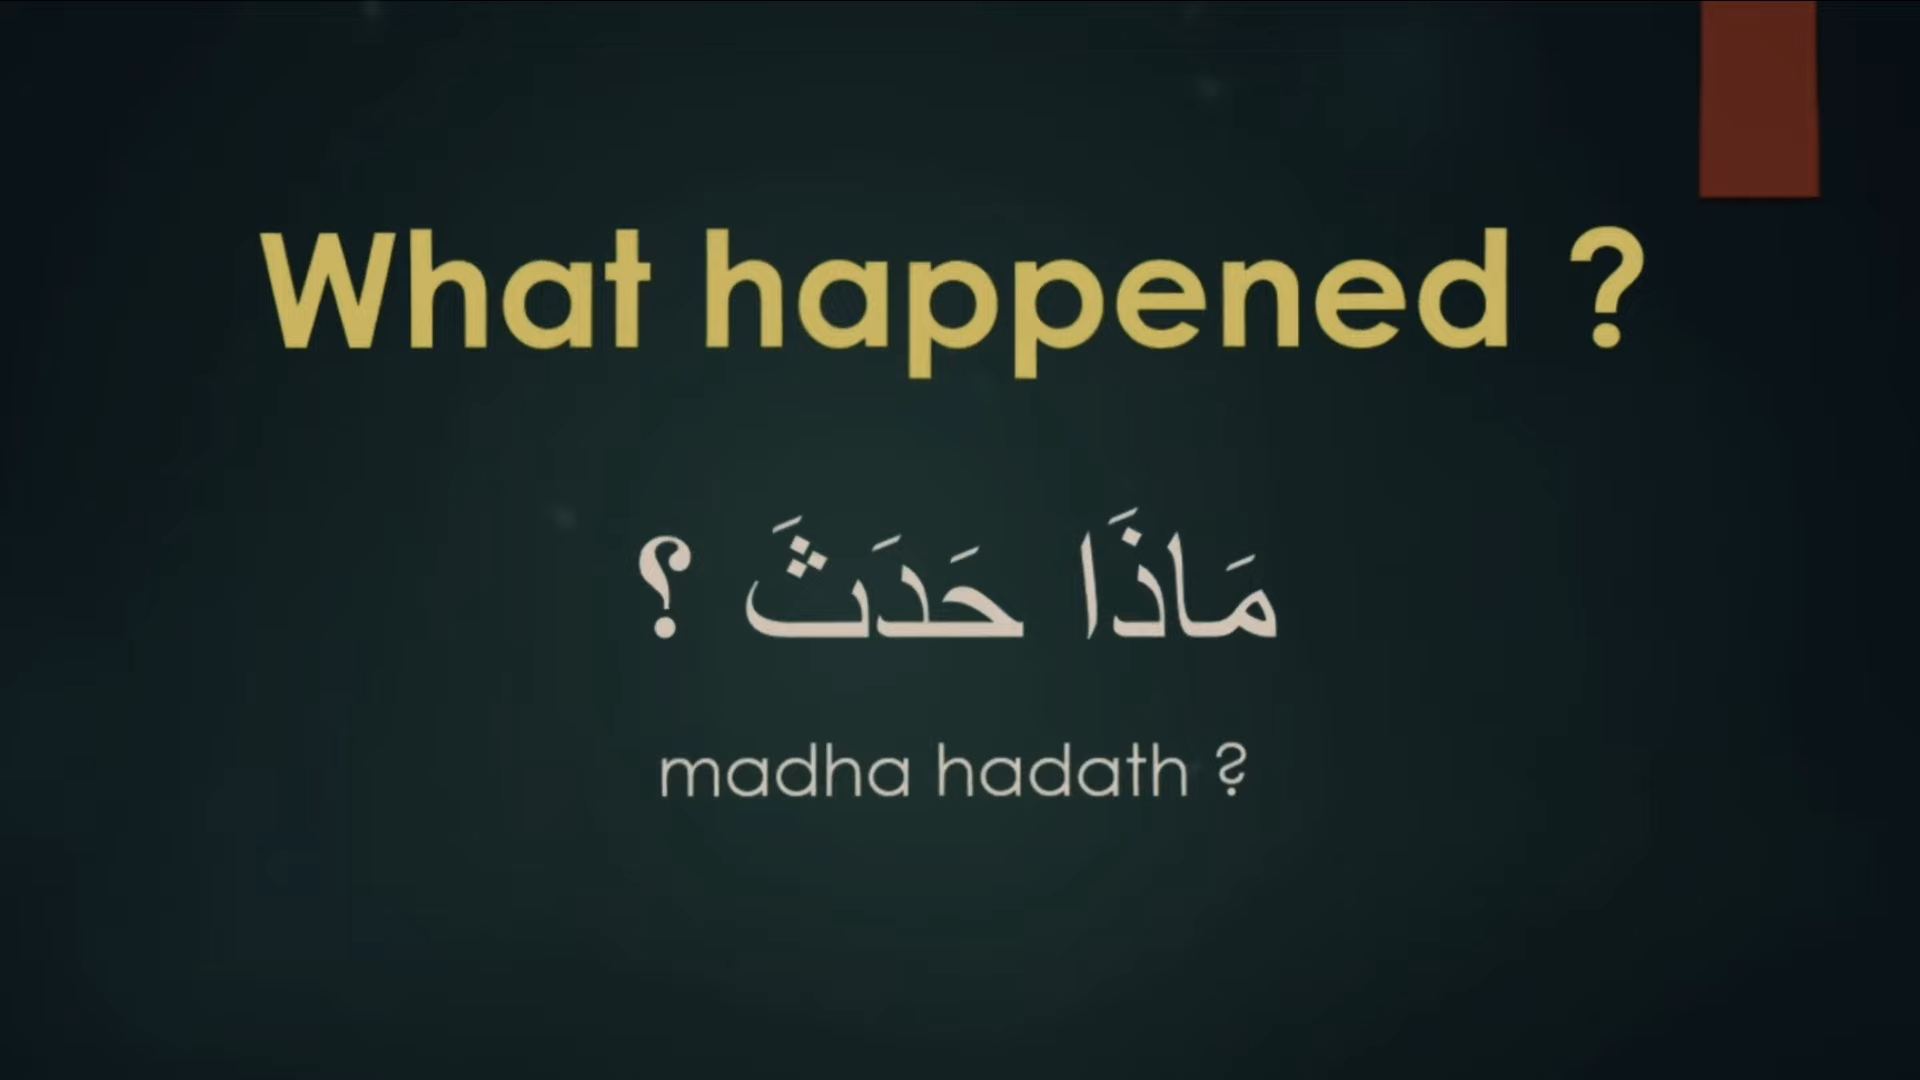 What happened ?
مَاذَا حَدَثَ ؟
madha hadath ?